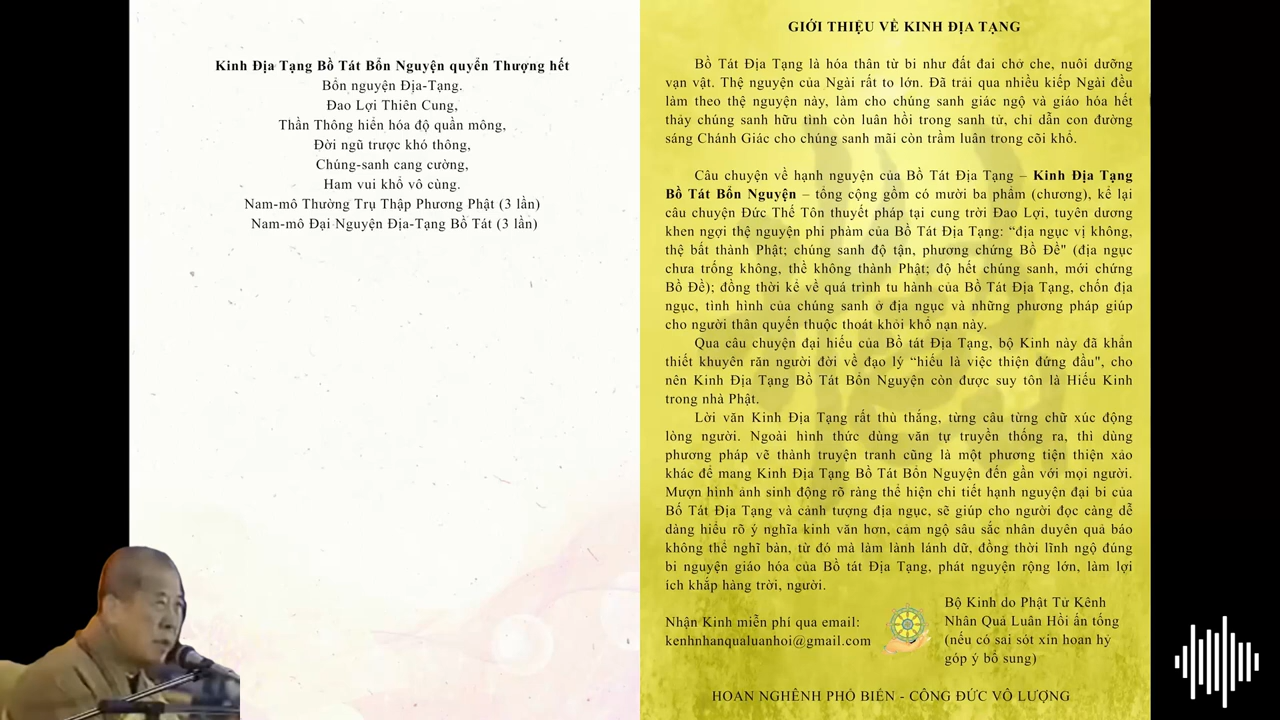 Kinh Địa Tạng Bồ Tát Bổn Nguyện quyển Thượng hết
Bổn nguyện Địa-Tạng.
Đao Lợi Thiên Cung,
Thần Thông hiển hóa độ quần mông,
Đời ngũ trược khó thông,
Chúng-sanh cang cường,
Ham vui khổ vô cùng.
Nam-mô Thường Trụ Thập Phương Phật (3 lần)
Nam-mô Đại Nguyện Địa-Tạng Bồ Tát (3 lần)
GIỚI THIỆU VỀ KINH ĐỊA TẠNG
Bồ Tát Địa Tạng là hóa thân từ bi như đất đai chở che, nuôi dưỡng
vạn vật. Thệ nguyện của Ngài rất to lớn. Đã trải qua nhiều kiếp Ngài đều
làm theo thệ nguyện này, làm cho chúng sanh giác ngộ và giáo hóa hết
thảy chúng sanh hữu tình còn luân hồi trong sanh tử, chỉ dẫn con đường
sáng Chánh Giác cho chúng sanh mãi còn trầm luân trong cõi khổ.
Câu chuyện về hạnh nguyện của Bồ Tát Địa Tạng – Kinh Địa Tạng
Bồ Tát Bổn Nguyện – tổng cộng gồm có mười ba phẩm (chương), kể lại
câu chuyện Đức Thế Tôn thuyết pháp tại cung trời Đao Lợi, tuyên dương
khen ngợi thệ nguyện phi phàm của Bồ Tát Địa Tạng: “địa ngục vị không,
thệ bất thành Phật; chúng sanh độ tận, phương chứng Bồ Đề" (địa ngục
chưa trống không, thề không thành Phật; độ hết chúng sanh, mới chứng
Bồ Đề); đồng thời kể về quá trình tu hành của Bồ Tát Địa Tạng, chốn địa
ngục, tình hình của chúng sanh ở địa ngục và những phương pháp giúp
cho người thân quyến thuộc thoát khỏi khổ nạn này.
Qua câu chuyện đại hiếu của Bồ tát Địa Tạng, bộ Kinh này đã khẩn
thiết khuyên răn người đời về đạo lý “hiếu là việc thiện đứng đầu", cho
nên Kinh Địa Tạng Bồ Tát Bổn Nguyện còn được suy tôn là Hiếu Kinh
trong nhà Phật.
Lời văn Kinh Địa Tạng rất thù thắng, từng câu từng chữ xúc động
lòng người. Ngoài hình thức dùng văn tự truyền thống ra, thì dùng
phương pháp vẽ thành truyện tranh cũng là một phương tiện thiện xảo
khác để mang Kinh Địa Tạng Bồ Tát Bổn Nguyện đến gần với mọi người.
Mượn hình ảnh sinh động rõ ràng thể hiện chi tiết hạnh nguyện đại bi của
Bồ Tát Địa Tạng và cảnh tượng địa ngục, sẽ giúp cho người đọc càng dễ
dàng hiểu rõ ý nghĩa kinh văn hơn, cảm ngộ sâu sắc nhân duyên quả báo
không thể nghĩ bàn, từ đó mà làm lành lánh dữ, đồng thời lĩnh ngộ đúng
bi nguyện giáo hóa của Bồ tát Địa Tạng, phát nguyện rộng lớn, làm lợi
ích khắp hàng trời, người.
Nhận Kinh miễn phí qua email:
kenhnhanqualuanhoi@gmail.com
Bộ Kinh do Phật Tử Kênh
Nhân Quả Luân Hồi ấn tống
(nếu có sai sót xin hoan hỷ
góp ý bổ sung)
HOAN NGHÊNH PHỔ BIẾN - CÔNG ĐỨC VÔ LƯỢNG